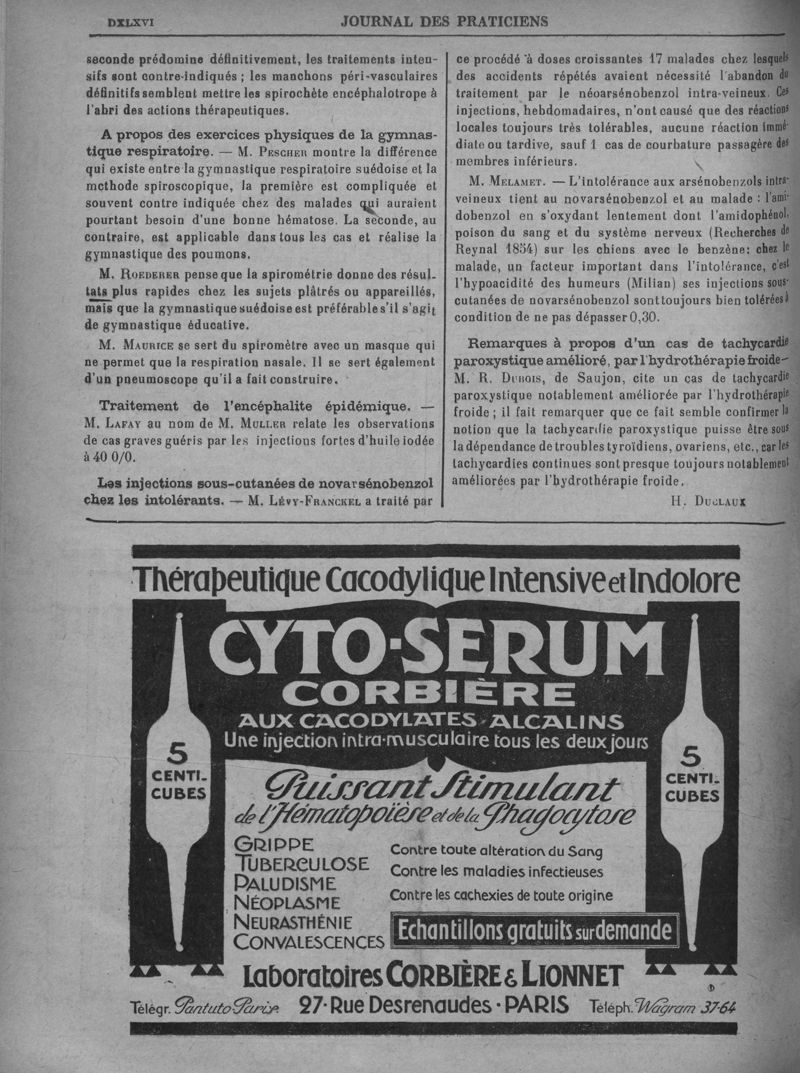 DXLXVI
JOURNAL DES PRATICIENS
seconde prédomine définitivement, les traitements inten-
sifs sont contre-indiqués ; les manchons péri-vasculaires
définitifs semblent mettre les spirochète encéphalotrope à
l'abri des actions thérapeutiques.
A propos des exercices physiques de la gymnas-
tique respiratoire. — M. PESCHER montre la différence
qui existe entre la gymnastique respiratoire suédoise et la
méthode spiroscopique, la première est compliquée et
souvent contre indiquée chez des malades qui auraient
pourtant besoin d'une bonne hématose. La seconde, au
contraire, est applicable dans tous les cas et réalise la
gymnastique des poumons.
M. ROEDERER pense que la spirométrie donne des résul-
tats plus rapides chez les sujets plâtrés ou appareillés,
mais que la gymnastique suédoise est préférable s'il s'agit
de gymnastique éducative.
M. MAURICE se sert du spiromètre avec un masque qui
ne permet que la respiration nasale. Il se sert également
d'un pneumoscope qu'il a fait construire.
Traitement de l'encéphalite épidémique. —
M. LAFAY au nom de M. MULLER relate les observations
de cas graves guéris par les injections fortes d'huile iodée
à 40 0/0.
Les injections sous-cutanées de novarsénobenzol
chez les intolérants. — M. LÉVY-FRANCKEL a traité par
ce procédé à doses croissantes 17 malades chez lesquels
des accidents répétés avaient nécessité l'abandon du
traitement par le néoarsénobenzol intra-veineux. Ces
injections, hebdomadaires, n'ont causé que des réactions
locales toujours très tolérables, aucune réaction immé-
diate ou tardive, sauf 1 cas de courbature passagère des
membres inférieurs.
M. MELAMET. — L'intolérance aux arsénobenzols intra-
veineux tient au novarsénobenzol et au malade : l'ami-
dobenzol en s'oxydant lentement dont l'amidophénol,
poison du sang et du système nerveux (Recherches de
Reynal 1854) sur les chiens avec le benzène: chez le
malade, un facteur important dans l'intolérance, c'est
l'hypoacidité des humeurs (Milian) ses injections sous-
cutanées de novarsénobenzol sont toujours bien tolérées à
condition de ne pas dépasser 0,30.
Remarques à propos d'un cas de tachycardie
paroxystique amélioré, par l'hydrothérapie froide—
M. R. DUBOIS, de Saujon, cite un cas de tachycardie
paroxystique notablement améliorée par l'hydrothérapie
froide ; il fait remarquer que ce fait semble confirmer la
notion que la tachycardie paroxystique puisse être sous
la dépendance de troubles tyroïdiens, ovariens, etc., car les
tachycardies continues sont presque toujours notablement
améliorées par l'hydrothérapie froide.
H. DUCLAUX
Thérapeutique Cacodylique Intensive et Indolore
CYTO-SERUM
CORBIÈRE
AUX CACODYLATES-ALCALINS
Une injection intra-musculaire tous les deux jours
5
CENTI-
CUBES
5
CENTI-
CUBES
Puissant Stimulant
de l'Hématopoïèse et de la Phagocytose
GRIPPE
TUBERCULOSE
PALUDISME
NÉOPLASME
NEURASTHÉNIE
CONVALESCENCES
Contre toute altération du Sang
Contre les maladies infectieuses
Contre les cachexies de toute origine
Echantillons gratuits sur demande
Laboratoires CORBIÈRE & LIONNET
Télégr. Pantuto Paris. 27·Rue Desrenaudes·PARIS Téléph. Wagram 37-64